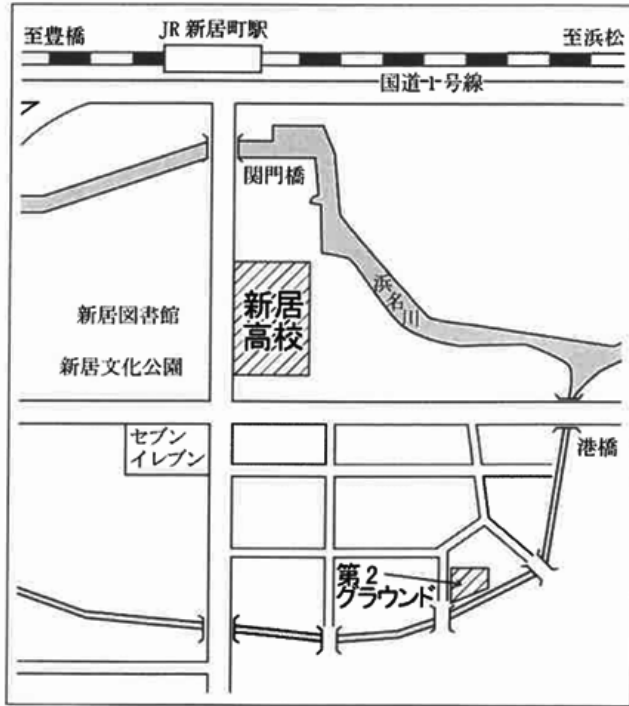 至豊橋
JR 新居町駅
至浜松
国道1号線
関門橋
浜名川
新居
高校
新居図書館
新居文化公園
セブン
イレブン
港橋
第2
グラウンド